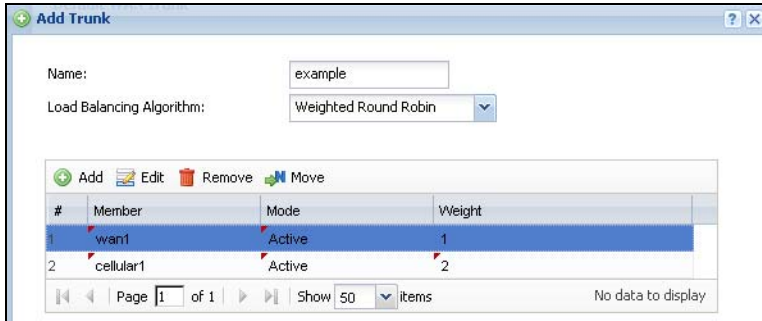 Add Trunk
Name: example
Load Balancing Algorithm: Weighted Round Robin
Add Edit Remove Move
# Member Mode Weight
1 wan1 Active 1
2 cellular1 Active 2
Page 1 of 1 Show 50 items No data to display